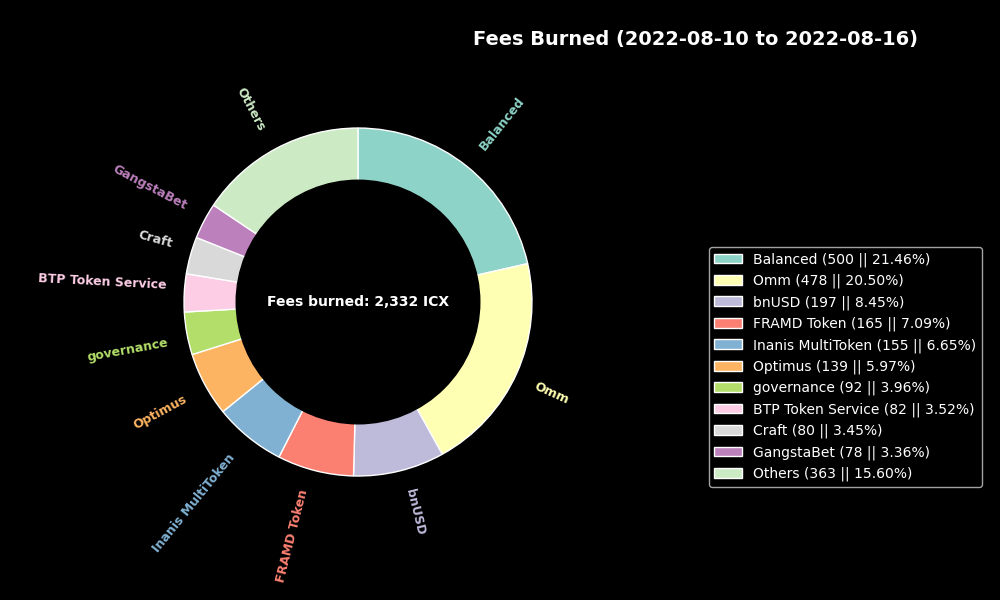 Fees Burned (2022-08-10 to 2022-08-16)
Others
Balanced
GangstaBet
Craft
BTP Token Service
governance
Optimus
Inanis MultiToken
FRAMD Token
bnUSD
Omm
Fees burned: 2,332 ICX
Balanced (500 || 21.46%)
Omm (478 || 20.50%)
bnUSD (197 || 8.45%)
FRAMD Token (165 || 7.09%)
Inanis MultiToken (155 || 6.65%)
Optimus (139 || 5.97%)
governance (92 || 3.96%)
BTP Token Service (82 || 3.52%)
Craft (80 || 3.45%)
GangstaBet (78 || 3.36%)
Others (363 || 15.60%)